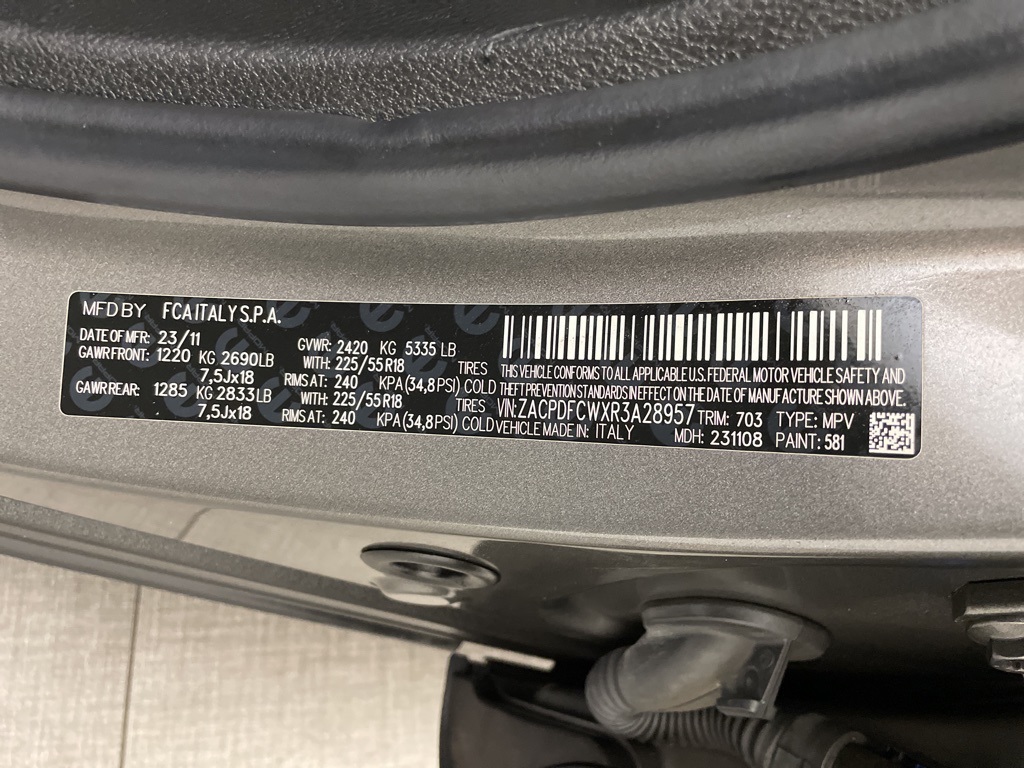 MFD BY FCA ITALY S.P.A.
DATE OF MFR: 23/11 GVWR: 2420 KG 5335 LB
GAWR FRONT: 1220 KG 2690LB WITH: 225/55 R18 TIRES
7,5Jx18 RIMS AT: 240 KPA (34,8PSI) COLD
GAWR REAR: 1285 KG 2833LB WITH: 225/55 R18 TIRES
7,5Jx18 RIMS AT: 240 KPA (34,8PSI) COLD
THIS VEHICLE CONFORMS TO ALL APPLICABLE U.S. FEDERAL MOTOR VEHICLE SAFETY AND
THEFT PREVENTION STANDARDS IN EFFECT ON THE DATE OF MANUFACTURE SHOWN ABOVE.
VIN: ZACPDFCWXR3A28957 TRIM: 703 TYPE: MPV
VEHICLE MADE IN: ITALY MDH: 231108 PAINT: 581